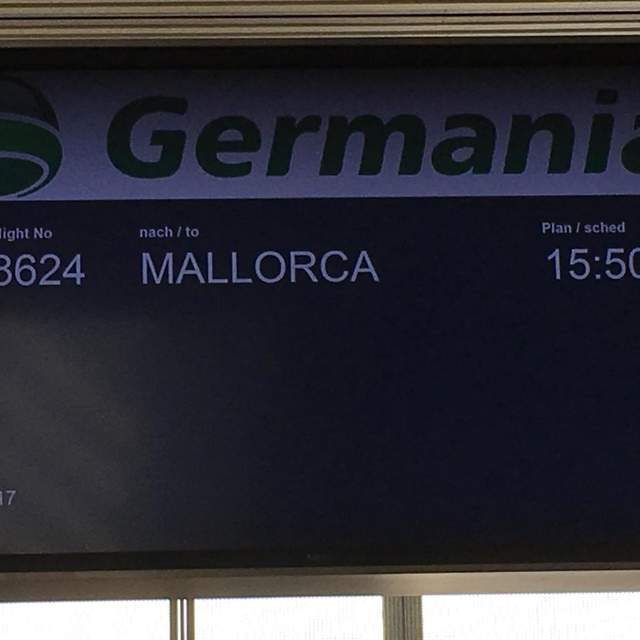 Germania
light No nach / to Plan / sched
3624 MALLORCA 15:50
17